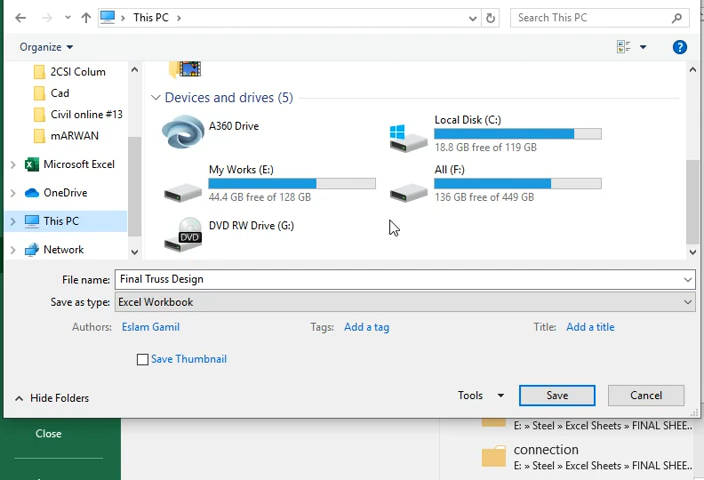 This PC
Search This PC
Organize
2CSI Colum
Cad
Civil online #13
mARWAN
Microsoft Excel
OneDrive
This PC
Network
Devices and drives (5)
A360 Drive
Local Disk (C:)
18.8 GB free of 119 GB
My Works (E:)
44.4 GB free of 128 GB
All (F:)
136 GB free of 449 GB
DVD RW Drive (G:)
DVD
File name: Final Truss Design
Save as type: Excel Workbook
Authors: Eslam Gamil Tags: Add a tag Title: Add a title
Save Thumbnail
Hide Folders Tools Save Cancel
Close
E: » Steel » Excel Sheets » FINAL SHEE...
connection
E: » Steel » Excel Sheets » FINAL SHEE...